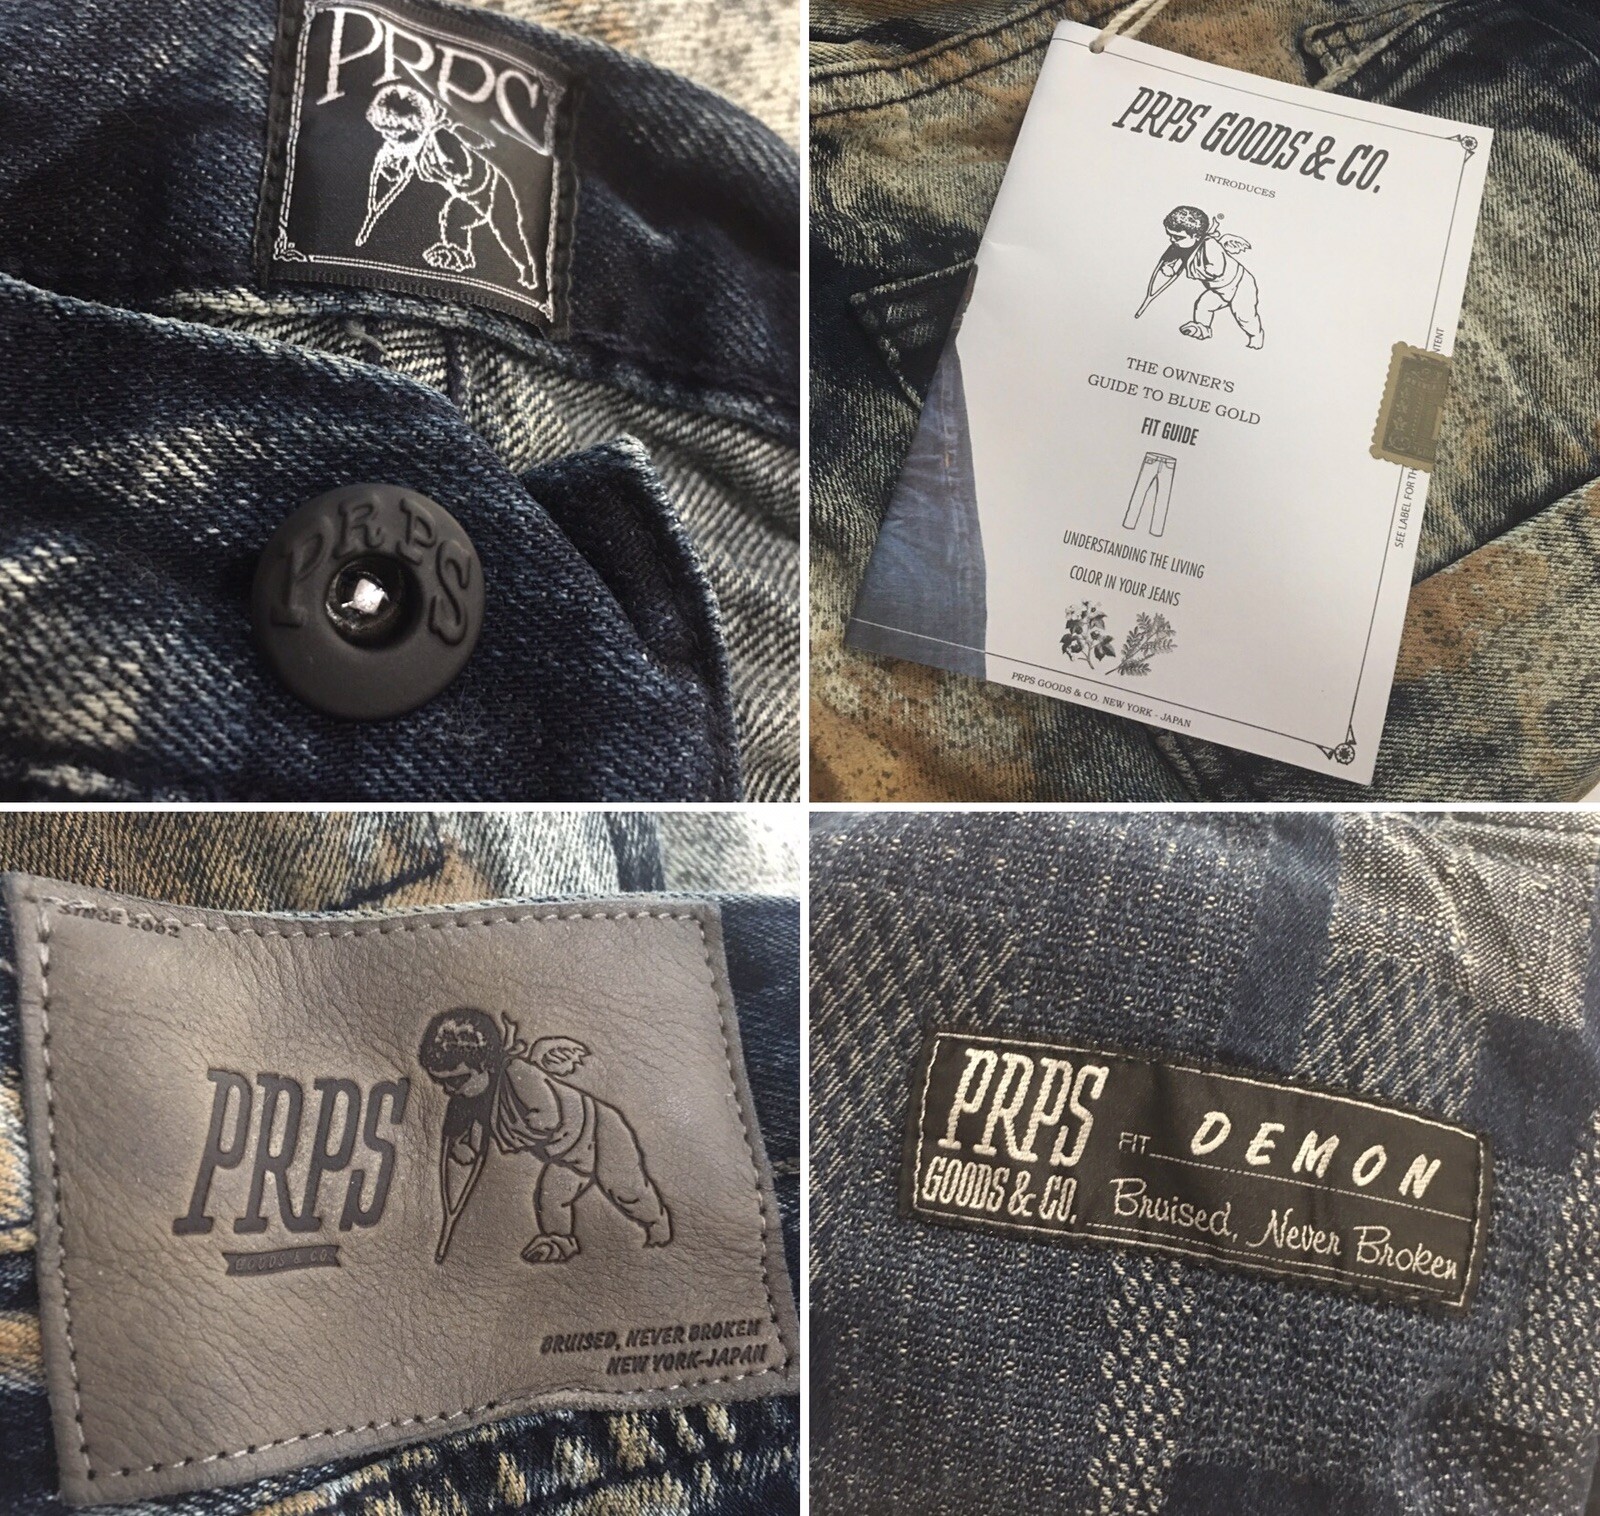 PRPS
PRPS
PRPS GOODS & CO.
INTRODUCES
®
THE OWNER'S
GUIDE TO BLUE GOLD
FIT GUIDE
UNDERSTANDING THE LIVING
COLOR IN YOUR JEANS
PRPS GOODS & CO. NEW YORK - JAPAN
SEE LABEL FOR
SINCE 2002
PRPS
GOODS & CO.
BRUISED, NEVER BROKEN
NEW YORK-JAPAN
PRPS
GOODS & CO.
FIT DEMON
Bruised, Never Broken